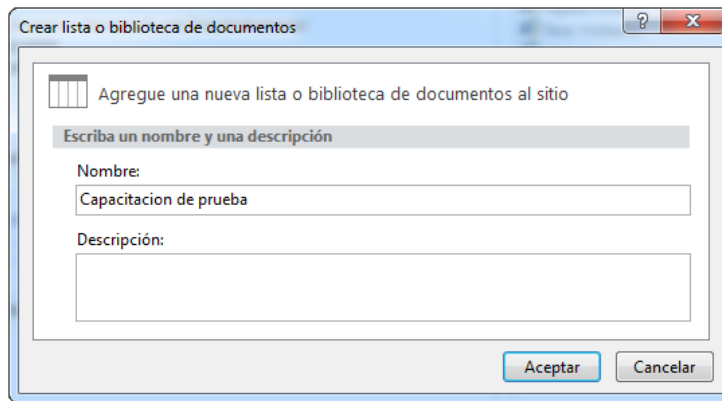 Crear lista o biblioteca de documentos
Agregue una nueva lista o biblioteca de documentos al sitio
Escriba un nombre y una descripción
Nombre:
Capacitacion de prueba
Descripción:
Aceptar
Cancelar